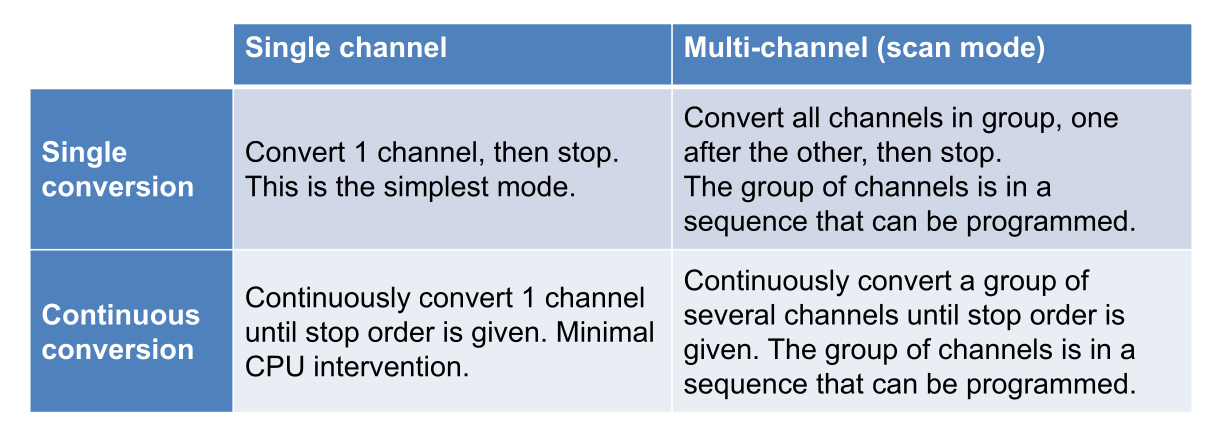 Single channel
Multi-channel (scan mode)
Single
conversion
Convert 1 channel, then stop.
This is the simplest mode.
Convert all channels in group, one
after the other, then stop.
The group of channels is in a
sequence that can be programmed.
Continuous
conversion
Continuously convert 1 channel
until stop order is given. Minimal
CPU intervention.
Continuously convert a group of
several channels until stop order is
given. The group of channels is in a
sequence that can be programmed.